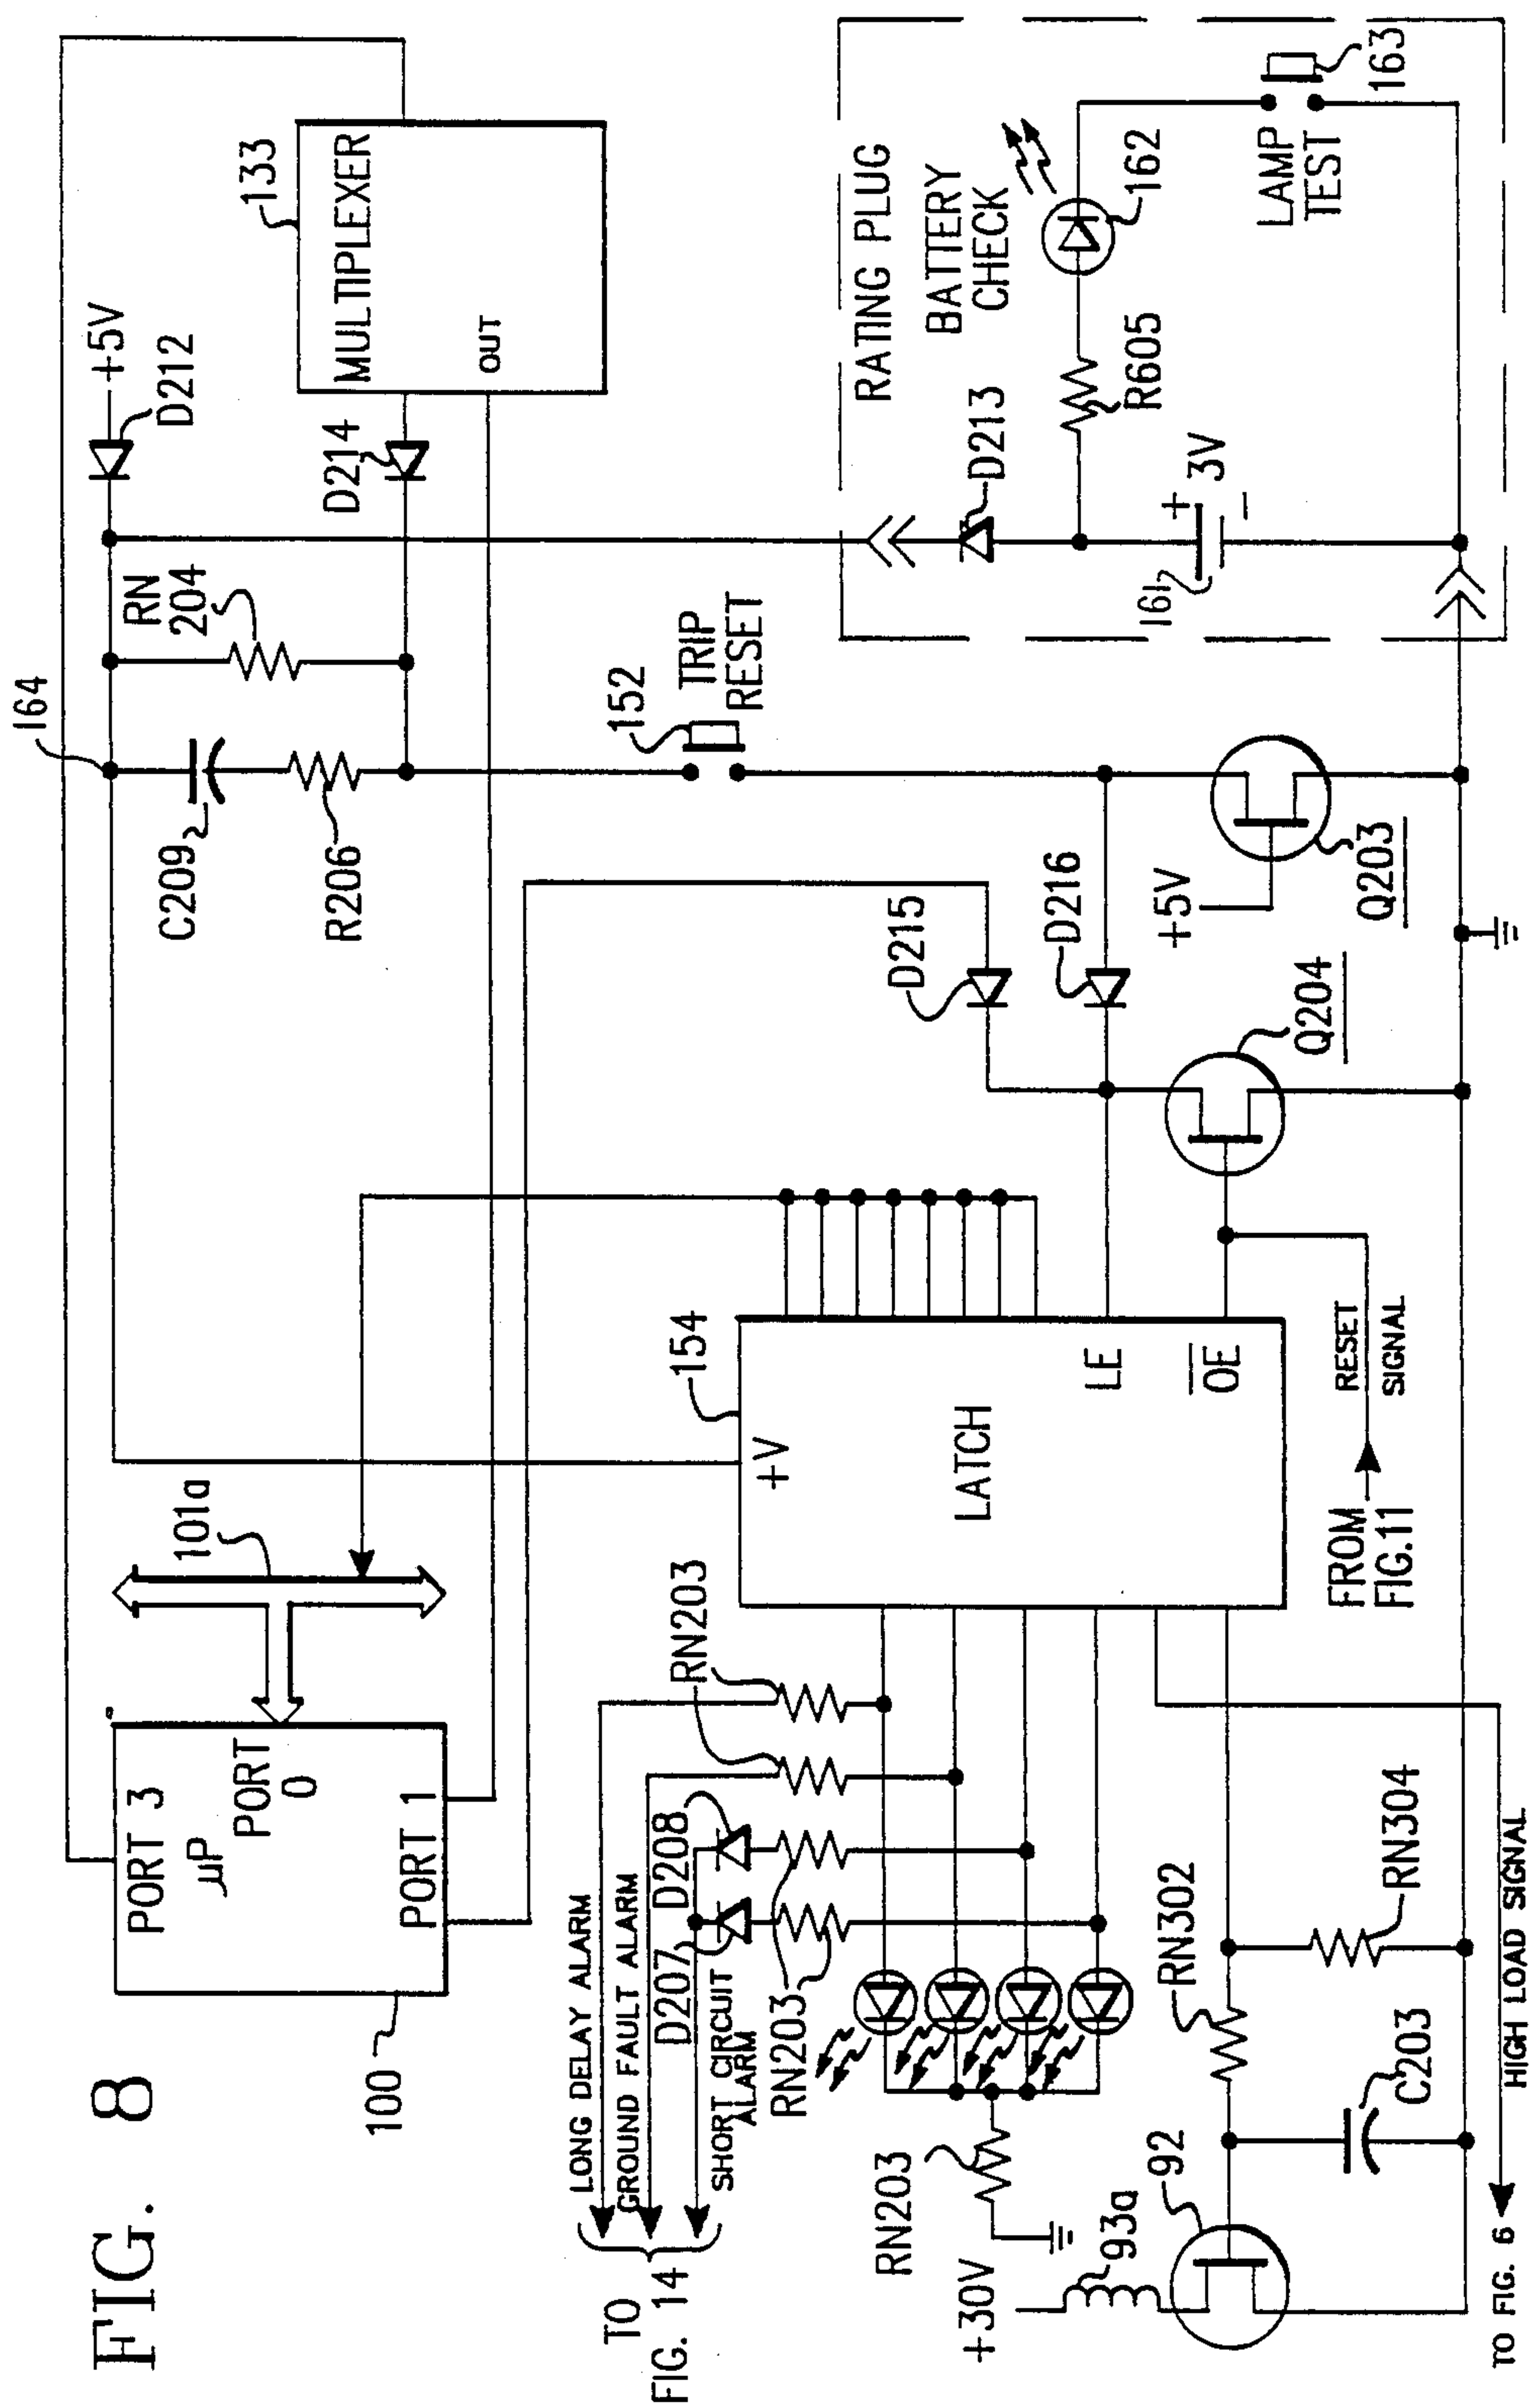 FIG. 8
PORT 3
μP
PORT
0
PORT 1
100
101a
164
+5V
D212
133
MULTIPLEXER
OUT
D214
RN
204
C209
R206
152
TRIP
RESET
RATING PLUG
BATTERY
CHECK
162
163
LAMP
TEST
R605
D213
+
3V
-
161
D215
D216
+5V
Q203
Q204
154
+V
LATCH
LE
OE
RESET
SIGNAL
FROM
FIG.11
RN203
D208
D207
RN203
LONG DELAY ALARM
GROUND FAULT ALARM
SHORT CIRCUIT
ALARM
TO
FIG. 14
RN203
+30V
93a
92
RN302
RN304
C203
TO FIG. 6
HIGH LOAD SIGNAL